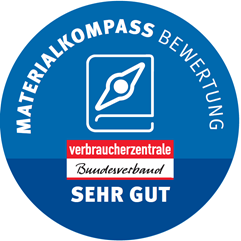 MATERIALKOMPASS BEWERTUNG
verbraucherzentrale
Bundesverband
SEHR GUT